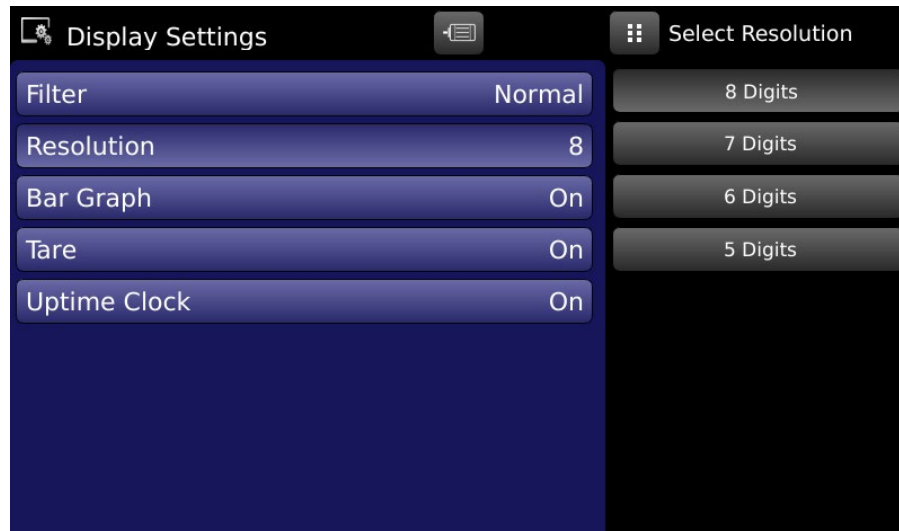 Display Settings
Filter Normal
Resolution 8
Bar Graph On
Tare On
Uptime Clock On
Select Resolution
8 Digits
7 Digits
6 Digits
5 Digits